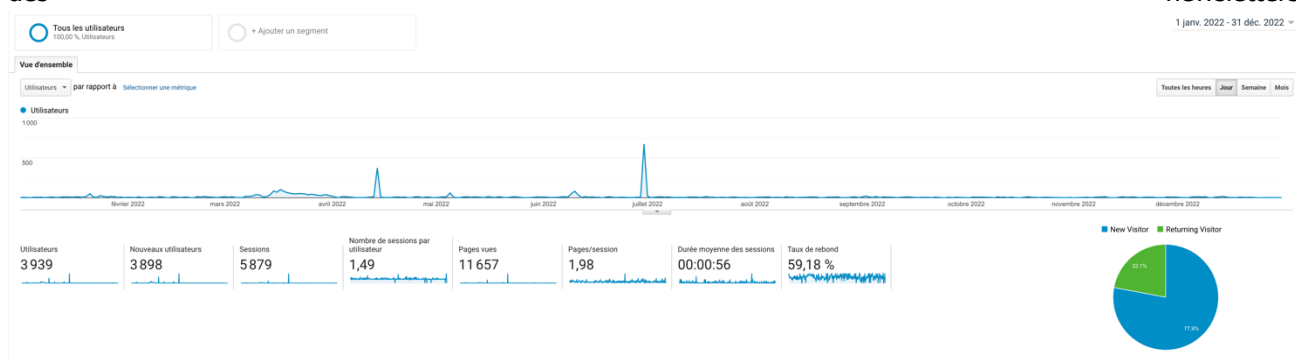 des newsletters
Tous les utilisateurs
100,00 %, Utilisateurs
+ Ajouter un segment
1 janv. 2022 - 31 déc. 2022
Vue d'ensemble
Utilisateurs par rapport à Sélectionner une métrique
Toutes les heures Jour Semaine Mois
Utilisateurs
1 000
500
février 2022 mars 2022 avril 2022 mai 2022 juin 2022 juillet 2022 août 2022 septembre 2022 octobre 2022 novembre 2022 décembre 2022
New Visitor Returning Visitor
Utilisateurs
3 939
Nouveaux utilisateurs
3 898
Sessions
5 879
Nombre de sessions par
utilisateur
1,49
Pages vues
11 657
Pages/session
1,98
Durée moyenne des sessions
00:00:56
Taux de rebond
59,18 %
22,1%
77,9%